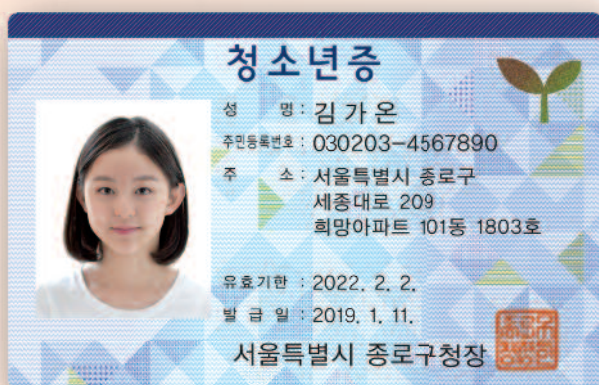 청소년증
성 명 : 김가온
주민등록번호 : 030203-4567890
주 소 : 서울특별시 종로구
세종대로 209
희망아파트 101동 1803호
유효기한 : 2022. 2. 2.
발 급 일 : 2019. 1. 11.
서울특별시 종로구청장